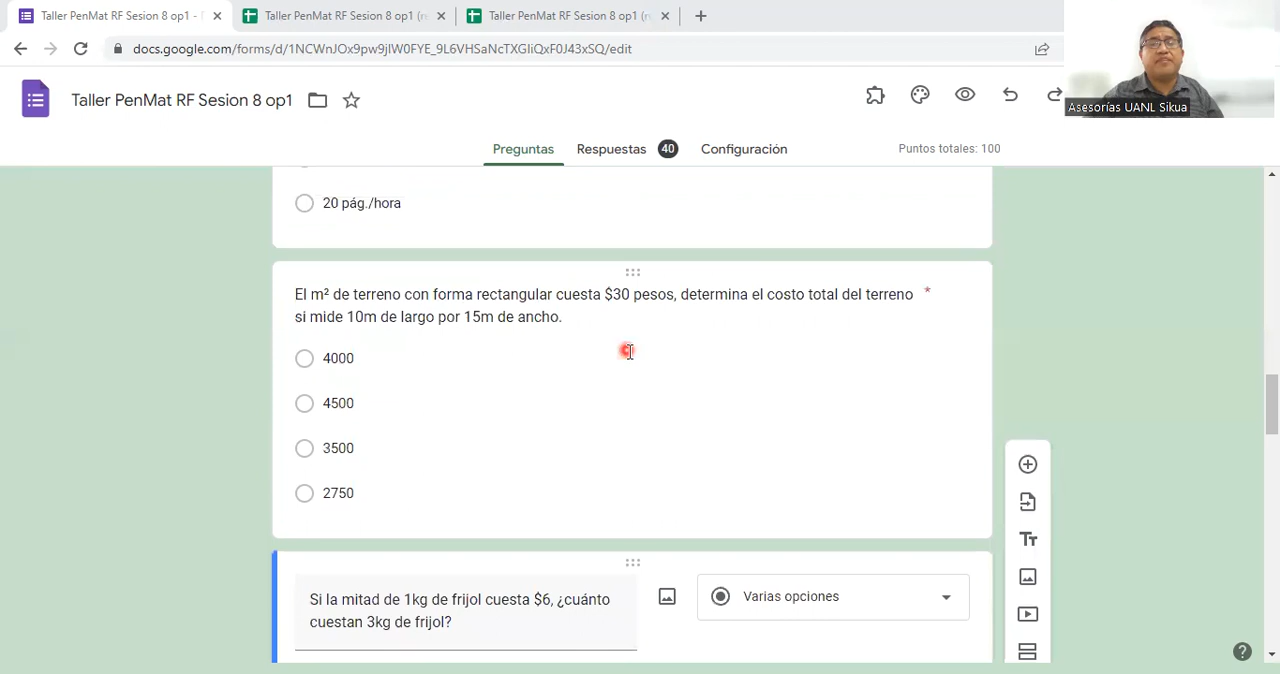 Taller PenMat RF Sesion 8 op1 -
Taller PenMat RF Sesion 8 op1 (re
Taller PenMat RF Sesion 8 op1 (re
docs.google.com/forms/d/1NCWnJOx9pw9jIW0FYE_9L6VHSaNcTXGIiQxF0J43xSQ/edit
Taller PenMat RF Sesion 8 op1
Asesorías UANL Sikua
Preguntas
Respuestas
40
Configuración
Puntos totales: 100
20 pág./hora
El m² de terreno con forma rectangular cuesta $30 pesos, determina el costo total del terreno *
si mide 10m de largo por 15m de ancho.
4000
4500
3500
2750
Si la mitad de 1kg de frijol cuesta $6, ¿cuánto
cuestan 3kg de frijol?
Varias opciones
Tт